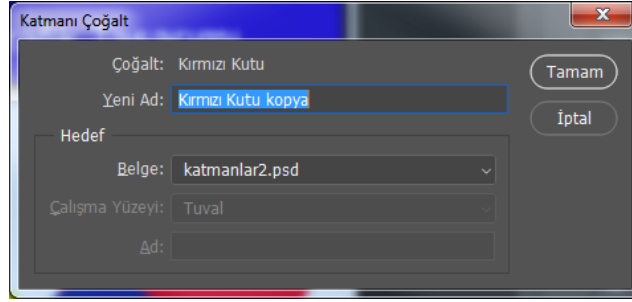 Katmanı Çoğalt
Çoğalt: Kırmızı Kutu
Yeni Ad: Kırmızı Kutu kopya
Tamam
İptal
Hedef
Belge: katmanlar2.psd
Çalışma Yüzeyi: Tuval
Ad: